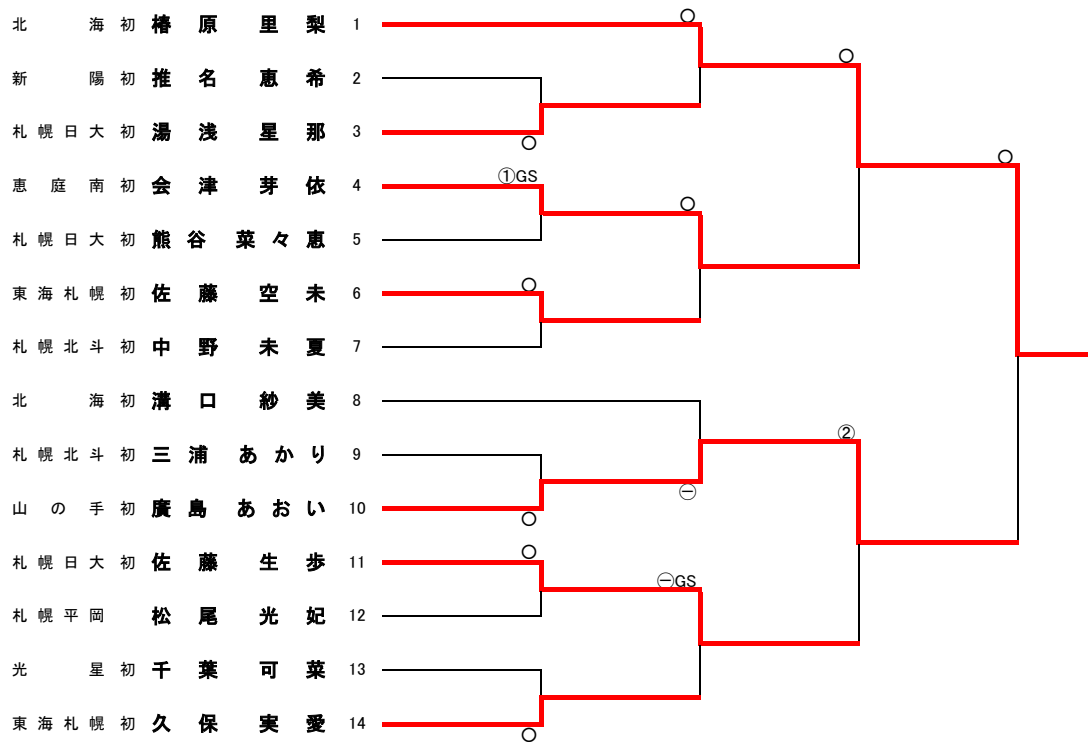 北海 初 椿原里梨 1 ○ ○
新陽 初 推名恵希 2
札幌日大 初 湯浅星那 3 ○ ○
恵庭南 初 会津芽依 4 ①GS ○
札幌日大 初 熊谷菜々恵 5
東海札幌 初 佐藤空未 6 ○
札幌北斗 初 中野未夏 7
北海 初 溝口紗美 8
札幌北斗 初 三浦あかり 9 ②
山の手 初 廣島あおい 10 ○ ㊀
札幌日大 初 佐藤生歩 11 ○
札幌平岡 松尾光妃 12 ㊀GS
光星 初 千葉可菜 13
東海札幌 初 久保実愛 14 ○